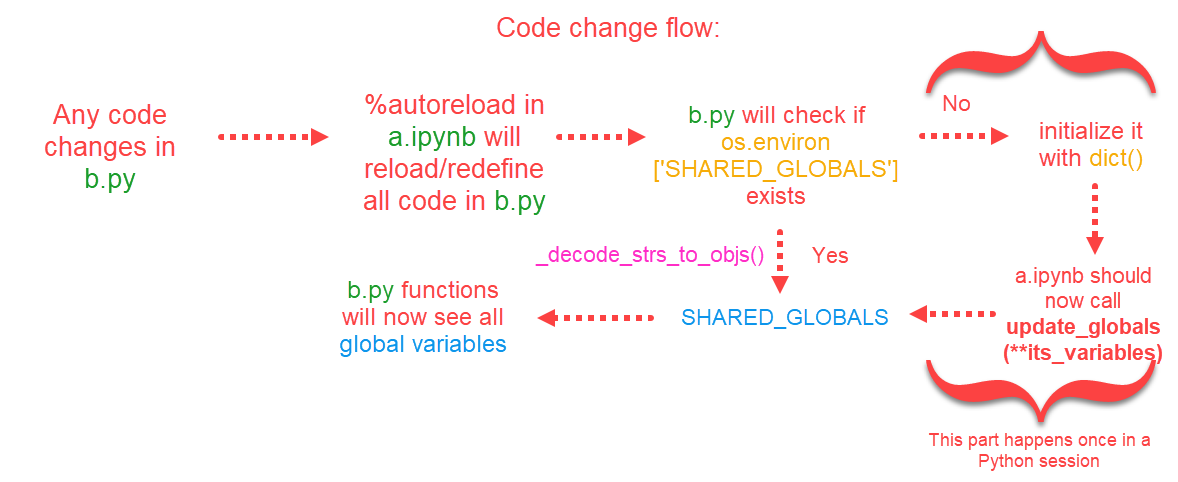 Code change flow:
Any code
changes in
b.py
%autoreload in
a.ipynb will
reload/redefine
all code in b.py
b.py will check if
os.environ
['SHARED_GLOBALS']
exists
No
initialize it
with dict()
_decode_strs_to_objs()
Yes
a.ipynb should
now call
update_globals
(**its_variables)
SHARED_GLOBALS
b.py functions
will now see all
global variables
This part happens once in a
Python session